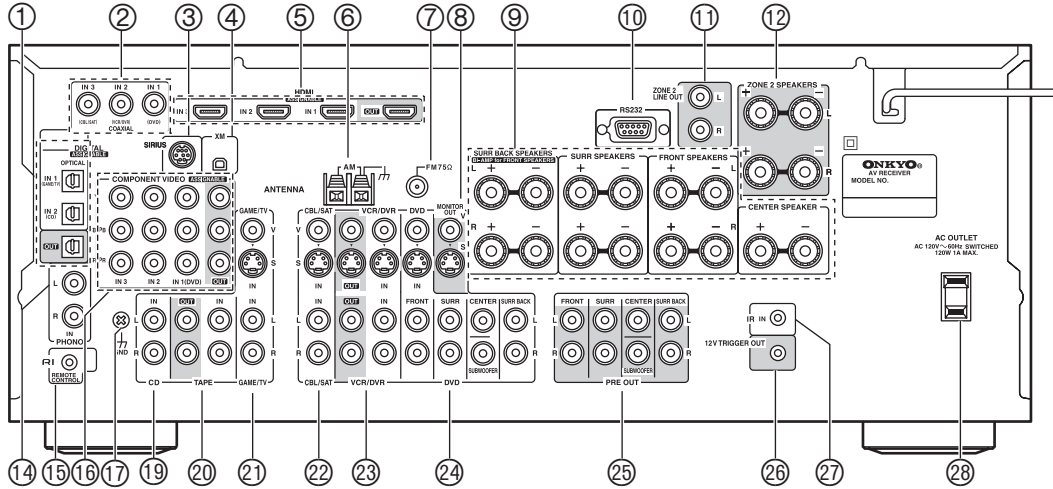 ① ② ③ ④ ⑤ ⑥ ⑦ ⑧ ⑨ ⑩ ⑪ ⑫
IN 3 IN 2 IN 1
(CBL/SAT) (VCR/DVR) (DVD)
COAXIAL
HDMI
ASSIGNABLE
IN 3 IN 2 IN 1 OUT
DIGITAL
ASSIGNABLE
OPTICAL
IN 1
(GAME/TV)
IN 2
(CD)
OUT
SIRIUS
XM
COMPONENT VIDEO ASSIGNABLE
Y
PB
PR
IN 3 IN 2 IN 1(DVD) OUT
ANTENNA
AM
FM 75Ω
GAME/TV
V
S
IN
CBL/SAT VCR/DVR DVD MONITOR OUT
V
S
IN OUT IN IN
RS232
ZONE 2
LINE OUT
L
R
ZONE 2 SPEAKERS
+ −
L
+ −
R
SURR BACK SPEAKERS
BI-AMP for FRONT SPEAKERS
SURR SPEAKERS
FRONT SPEAKERS
CENTER SPEAKER
L + − + − + − L
R + − + − + − R
+ −
ONKYO®
AV RECEIVER
MODEL NO.
AC OUTLET
AC 120V～60Hz SWITCHED
120W 1A MAX.
L
R
IN
PHONO
RI
REMOTE
CONTROL
GND
IN OUT IN IN
L
R
CD TAPE GAME/TV
IN OUT IN FRONT SURR CENTER SURR BACK
L
R
SUBWOOFER
CBL/SAT VCR/DVR DVD
FRONT SURR CENTER SURR BACK
L
R
SUBWOOFER
PRE OUT
IR IN
12V TRIGGER OUT
⑭ ⑮ ⑯ ⑰ ⑲ ⑳ ㉑ ㉒ ㉓ ㉔ ㉕ ㉖ ㉗ ㉘